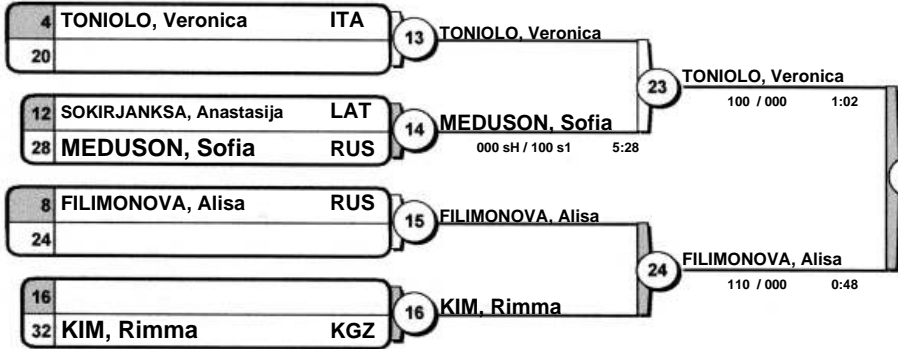 4 TONIOLO, Veronica ITA
20
13 TONIOLO, Veronica
12 SOKIRJANKSA, Anastasija LAT
28 MEDUSON, Sofia RUS
14 MEDUSON, Sofia
000 sH / 100 s1 5:28
23 TONIOLO, Veronica
100 / 000 1:02
8 FILIMONOVA, Alisa RUS
24
15 FILIMONOVA, Alisa
16
32 KIM, Rimma KGZ
16 KIM, Rimma
24 FILIMONOVA, Alisa
110 / 000 0:48